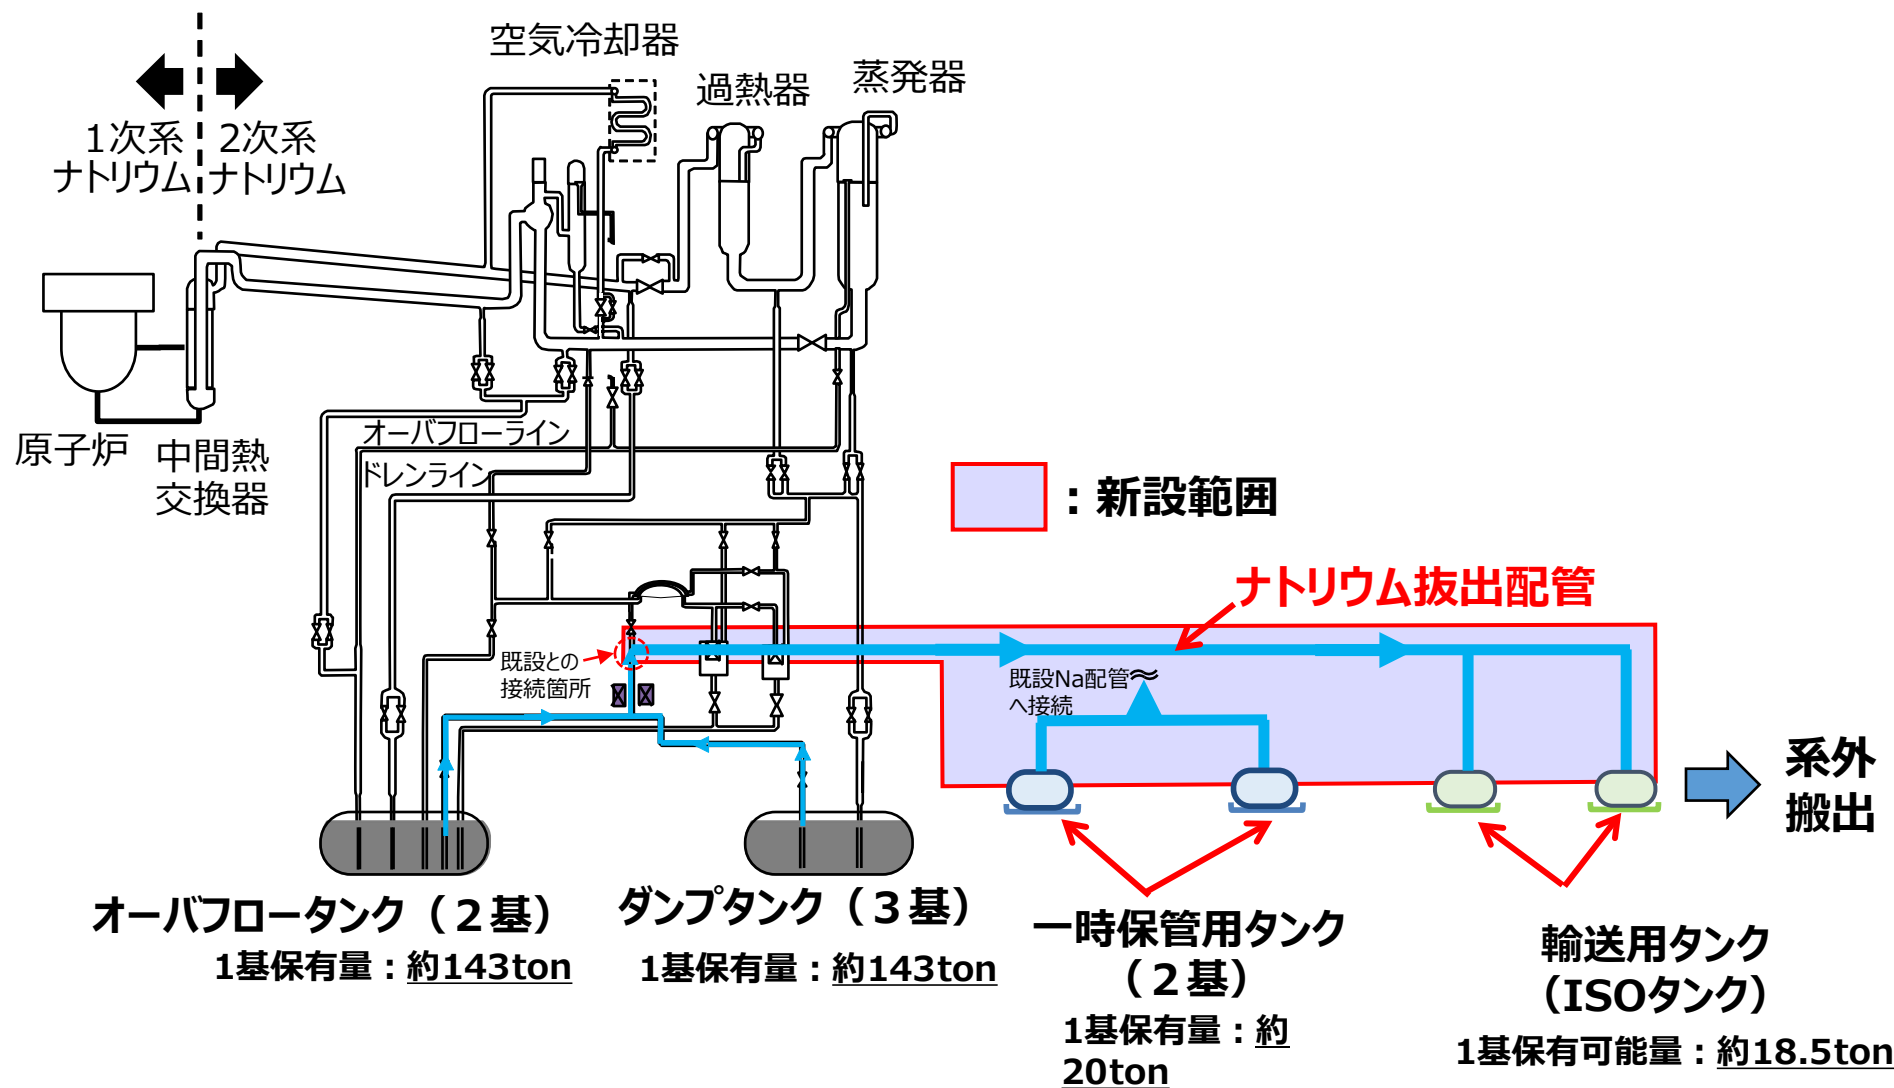 空気冷却器
過熱器
蒸発器
1次系
ナトリウム
2次系
ナトリウム
原子炉
中間熱
交換器
オーバフローライン
ドレンライン
：新設範囲
ナトリウム抜出配管
既設との
接続箇所
既設Na配管
へ接続
系外
搬出
オーバフロータンク（２基）
1基保有量：約143ton
ダンプタンク（３基）
1基保有量：約143ton
一時保管用タンク
（２基）
1基保有量：約
20ton
輸送用タンク
（ISOタンク）
1基保有可能量：約18.5ton